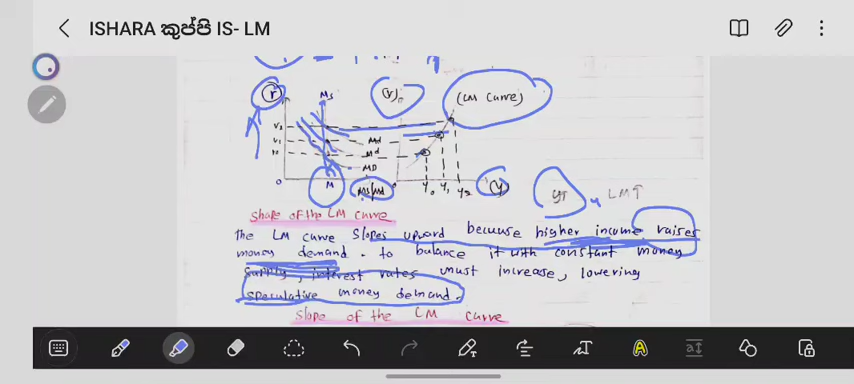 ISHARA කුප්පි IS- LM
r
Ms
(Y)
(LM Curve)
r2
r1
r0
Md
Md
MD
0
M
Ms/Md
Y0 Y1 Y2
Y
Y↑
LM↑
shape of the LM curve
The LM curve slopes upward because higher income raises
money demand. to balance it with constant money
supply, interest rates must increase, lowering
speculative money demand.
slope of the LM curve